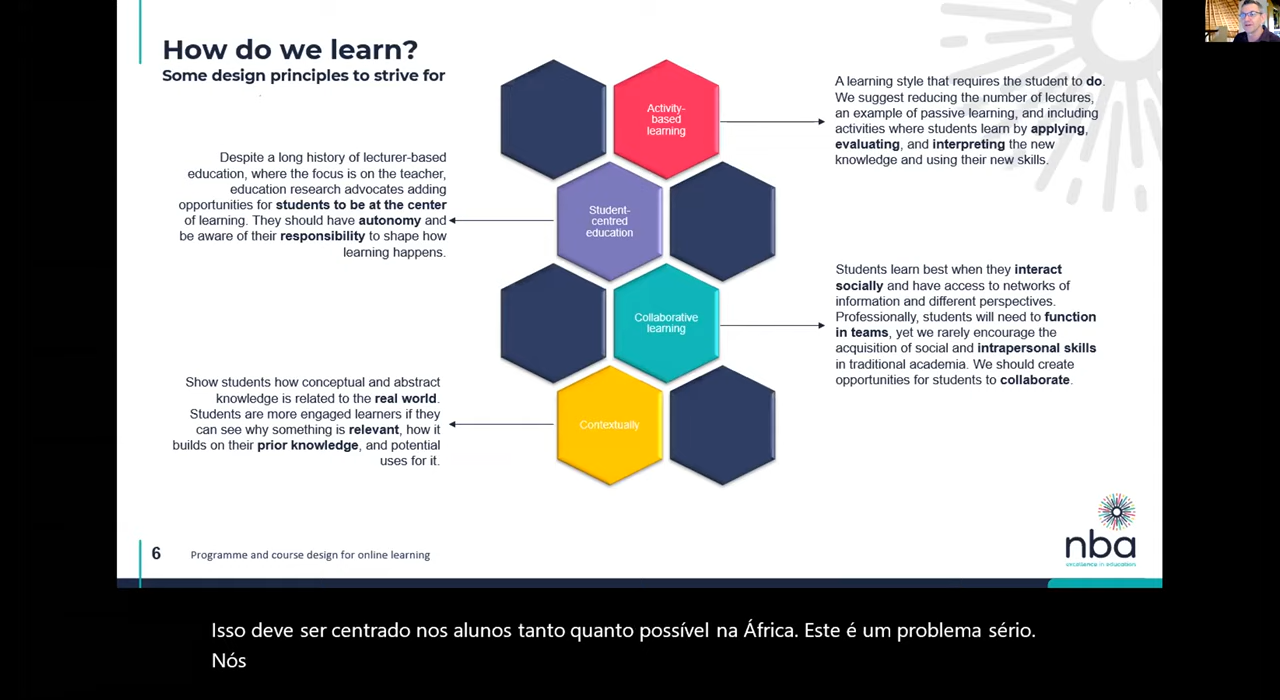 How do we learn?
Some design principles to strive for
Activity-
based
learning
A learning style that requires the student to do.
We suggest reducing the number of lectures,
an example of passive learning, and including
activities where students learn by applying,
evaluating, and interpreting the new
knowledge and using their new skills.
Despite a long history of lecturer-based
education, where the focus is on the teacher,
education research advocates adding
opportunities for students to be at the center
of learning. They should have autonomy and
be aware of their responsibility to shape how
learning happens.
Student-
centred
education
Collaborative
learning
Students learn best when they interact
socially and have access to networks of
information and different perspectives.
Professionally, students will need to function
in teams, yet we rarely encourage the
acquisition of social and intrapersonal skills
in traditional academia. We should create
opportunities for students to collaborate.
Show students how conceptual and abstract
knowledge is related to the real world.
Students are more engaged learners if they
can see why something is relevant, how it
builds on their prior knowledge, and potential
uses for it.
Contextually
6 Programme and course design for online learning
nba
excellence in education
Isso deve ser centrado nos alunos tanto quanto possível na África. Este é um problema sério.
Nós